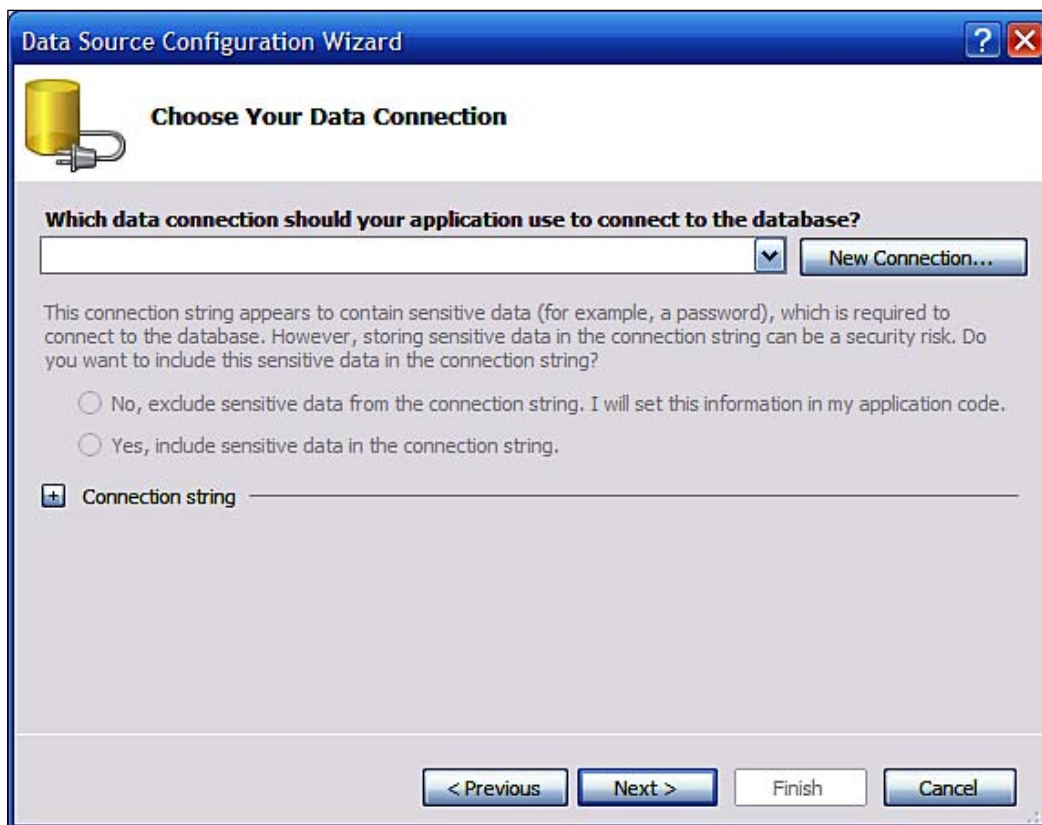 Data Source Configuration Wizard
?
Choose Your Data Connection
Which data connection should your application use to connect to the database?
New Connection...
This connection string appears to contain sensitive data (for example, a password), which is required to
connect to the database. However, storing sensitive data in the connection string can be a security risk. Do
you want to include this sensitive data in the connection string?
No, exclude sensitive data from the connection string. I will set this information in my application code.
Yes, include sensitive data in the connection string.
Connection string
< Previous Next > Finish Cancel